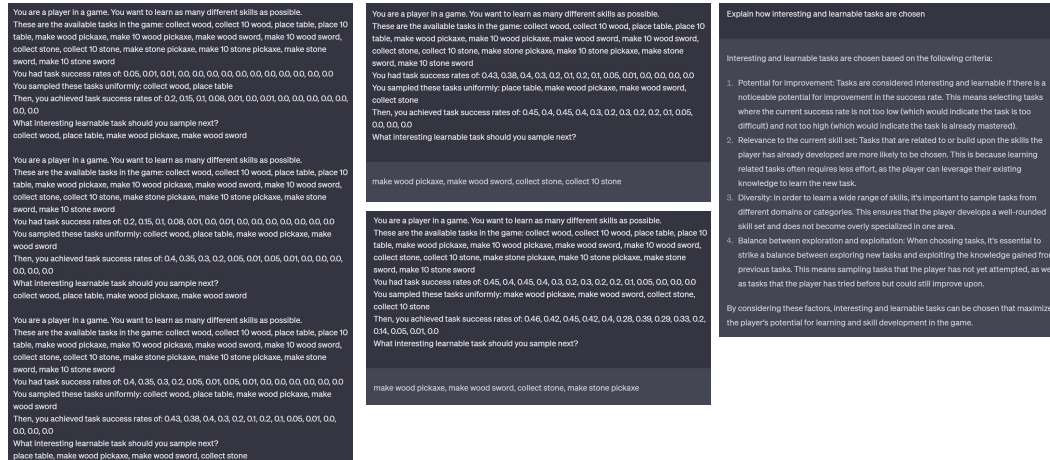 You are a player in a game. You want to learn as many different skills as possible.
These are the available tasks in the game: collect wood, collect 10 wood, place table, place 10
table, make wood pickaxe, make 10 wood pickaxe, make wood sword, make 10 wood sword,
collect stone, collect 10 stone, make stone pickaxe, make 10 stone pickaxe, make stone
sword, make 10 stone sword
You had task success rates of: 0.05, 0.01, 0.01, 0.0, 0.0, 0.0, 0.0, 0.0, 0.0, 0.0, 0.0, 0.0, 0.0, 0.0
You sampled these tasks uniformly: collect wood, place table
Then, you achieved task success rates of: 0.2, 0.15, 0.1, 0.08, 0.01, 0.0, 0.01, 0.0, 0.0, 0.0, 0.0, 0.0,
0.0, 0.0
What interesting learnable task should you sample next?
collect wood, place table, make wood pickaxe, make wood sword
You are a player in a game. You want to learn as many different skills as possible.
These are the available tasks in the game: collect wood, collect 10 wood, place table, place 10
table, make wood pickaxe, make 10 wood pickaxe, make wood sword, make 10 wood sword,
collect stone, collect 10 stone, make stone pickaxe, make 10 stone pickaxe, make stone
sword, make 10 stone sword
You had task success rates of: 0.2, 0.15, 0.1, 0.08, 0.01, 0.0, 0.01, 0.0, 0.0, 0.0, 0.0, 0.0, 0.0, 0.0
You sampled these tasks uniformly: collect wood, place table, make wood pickaxe, make
wood sword
Then, you achieved task success rates of: 0.4, 0.35, 0.3, 0.2, 0.05, 0.01, 0.05, 0.01, 0.0, 0.0, 0.0,
0.0, 0.0, 0.0
What interesting learnable task should you sample next?
collect wood, place table, make wood pickaxe, make wood sword
You are a player in a game. You want to learn as many different skills as possible.
These are the available tasks in the game: collect wood, collect 10 wood, place table, place 10
table, make wood pickaxe, make 10 wood pickaxe, make wood sword, make 10 wood sword,
collect stone, collect 10 stone, make stone pickaxe, make 10 stone pickaxe, make stone
sword, make 10 stone sword
You had task success rates of: 0.4, 0.35, 0.3, 0.2, 0.05, 0.01, 0.05, 0.01, 0.0, 0.0, 0.0, 0.0, 0.0, 0.0
You sampled these tasks uniformly: collect wood, place table, make wood pickaxe, make
wood sword
Then, you achieved task success rates of: 0.43, 0.38, 0.4, 0.3, 0.2, 0.1, 0.2, 0.1, 0.05, 0.01, 0.0,
0.0, 0.0, 0.0
What interesting learnable task should you sample next?
place table, make wood pickaxe, make wood sword, collect stone
You are a player in a game. You want to learn as many different skills as possible.
These are the available tasks in the game: collect wood, collect 10 wood, place table, place 10
table, make wood pickaxe, make 10 wood pickaxe, make wood sword, make 10 wood sword,
collect stone, collect 10 stone, make stone pickaxe, make 10 stone pickaxe, make stone
sword, make 10 stone sword
You had task success rates of: 0.43, 0.38, 0.4, 0.3, 0.2, 0.1, 0.2, 0.1, 0.05, 0.01, 0.0, 0.0, 0.0, 0.0
You sampled these tasks uniformly: place table, make wood pickaxe, make wood sword,
collect stone
Then, you achieved task success rates of: 0.45, 0.4, 0.45, 0.4, 0.3, 0.2, 0.3, 0.2, 0.2, 0.1, 0.05,
0.0, 0.0, 0.0
What interesting learnable task should you sample next?
make wood pickaxe, make wood sword, collect stone, collect 10 stone
You are a player in a game. You want to learn as many different skills as possible.
These are the available tasks in the game: collect wood, collect 10 wood, place table, place 10
table, make wood pickaxe, make 10 wood pickaxe, make wood sword, make 10 wood sword,
collect stone, collect 10 stone, make stone pickaxe, make 10 stone pickaxe, make stone
sword, make 10 stone sword
You had task success rates of: 0.45, 0.4, 0.45, 0.4, 0.3, 0.2, 0.3, 0.2, 0.2, 0.1, 0.05, 0.0, 0.0, 0.0
You sampled these tasks uniformly: make wood pickaxe, make wood sword, collect stone,
collect 10 stone
Then, you achieved task success rates of: 0.46, 0.42, 0.45, 0.42, 0.4, 0.28, 0.39, 0.29, 0.33, 0.2,
0.14, 0.05, 0.01, 0.0
What interesting learnable task should you sample next?
make wood pickaxe, make wood sword, collect stone, make stone pickaxe
Explain how interesting and learnable tasks are chosen
Interesting and learnable tasks are chosen based on the following criteria:
1. Potential for improvement: Tasks are considered interesting and learnable if there is a
noticeable potential for improvement in the success rate. This means selecting tasks
where the current success rate is not too low (which would indicate the task is too
difficult) and not too high (which would indicate the task is already mastered).
2. Relevance to the current skill set: Tasks that are related to or build upon the skills the
player has already developed are more likely to be chosen. This is because learning
related tasks often requires less effort, as the player can leverage their existing
knowledge to learn the new task.
3. Diversity: In order to learn a wide range of skills, it's important to sample tasks from
different domains or categories. This ensures that the player develops a well-rounded
skill set and does not become overly specialized in one area.
4. Balance between exploration and exploitation: When choosing tasks, it's essential to
strike a balance between exploring new tasks and exploiting the knowledge gained from
previous tasks. This means sampling tasks that the player has not yet attempted, as we
as tasks that the player has tried before but could still improve upon.
By considering these factors, interesting and learnable tasks can be chosen that maximize
the player's potential for learning and skill development in the game.